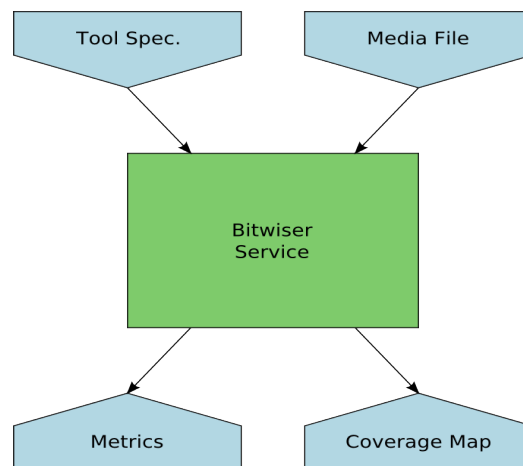 Tool Spec.
Media File
Bitwiser
Service
Metrics
Coverage Map